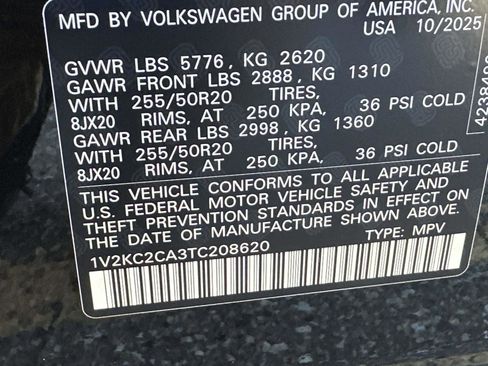 MFD BY VOLKSWAGEN GROUP OF AMERICA, INC.
USA 10/2025
GVWR LBS 5776, KG 2620
GAWR FRONT LBS 2888, KG 1310
WITH 255/50R20 TIRES,
8JX20 RIMS, AT 250 KPA, 36 PSI COLD
GAWR REAR LBS 2998, KG 1360
WITH 255/50R20 TIRES,
8JX20 RIMS, AT 250 KPA, 36 PSI COLD
THIS VEHICLE CONFORMS TO ALL APPLICABLE
U.S. FEDERAL MOTOR VEHICLE SAFETY AND
THEFT PREVENTION STANDARDS IN EFFECT ON
THE DATE OF MANUFACTURE SHOWN ABOVE.
1V2KC2CA3TC208620 TYPE: MPV